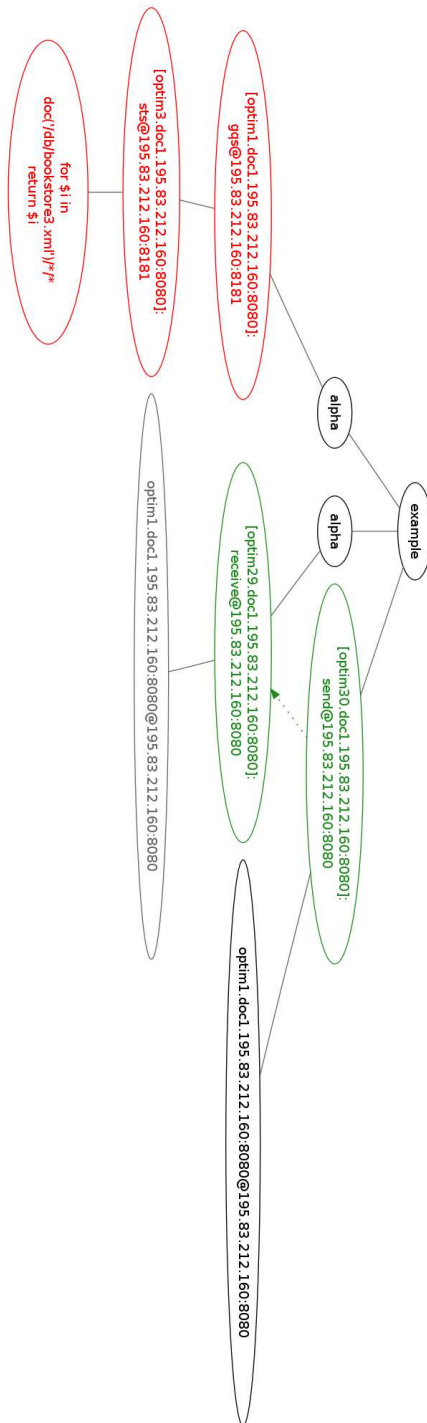 example
alpha
alpha
[optim30.doc1.195.83.212.160:8080]:
send@195.83.212.160:8080
[optim1.doc1.195.83.212.160:8080]:
gqs@195.83.212.160:8181
[optim29.doc1.195.83.212.160:8080]:
receive@195.83.212.160:8080
optim1.doc1.195.83.212.160:8080@195.83.212.160:8080
[optim3.doc1.195.83.212.160:8080]:
sts@195.83.212.160:8181
optim1.doc1.195.83.212.160:8080@195.83.212.160:8080
for $i in
doc('/db/bookstore3.xml')/*/*
return $i